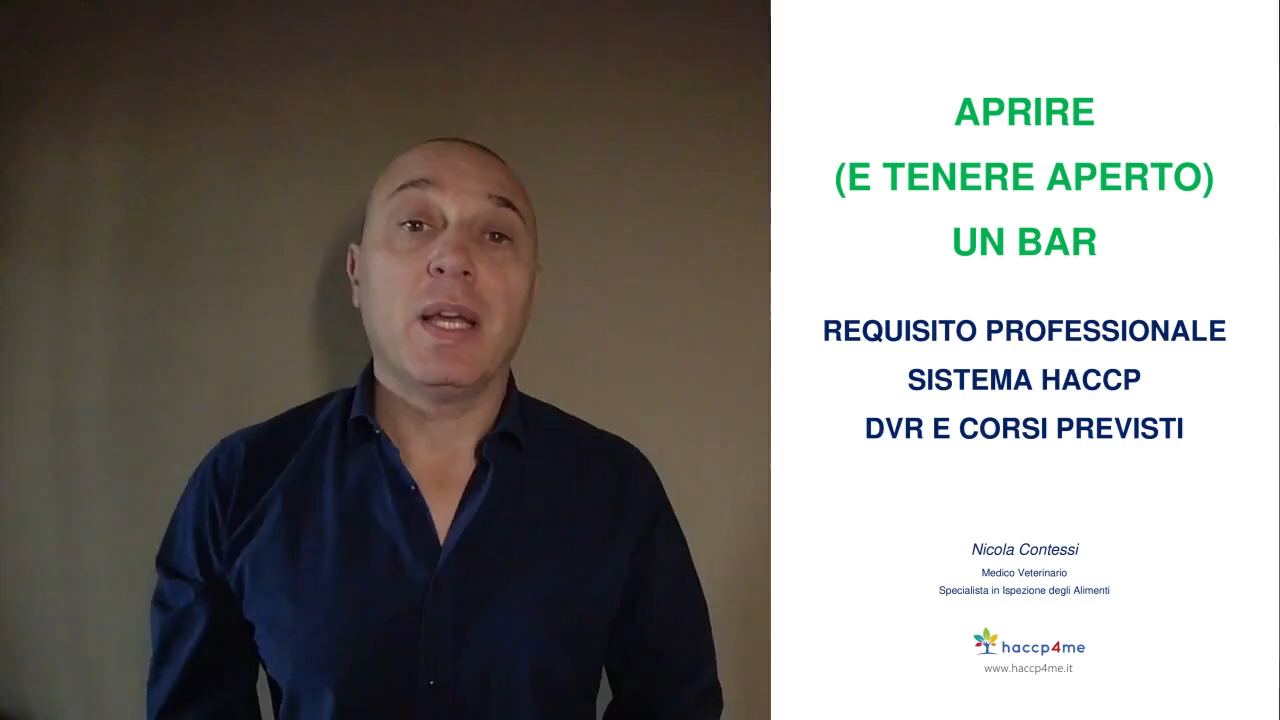 APRIRE
(E TENERE APERTO)
UN BAR
REQUISITO PROFESSIONALE
SISTEMA HACCP
DVR E CORSI PREVISTI
Nicola Contessi
Medico Veterinario
Specialista in Ispezione degli Alimenti
haccp4me
www.haccp4me.it